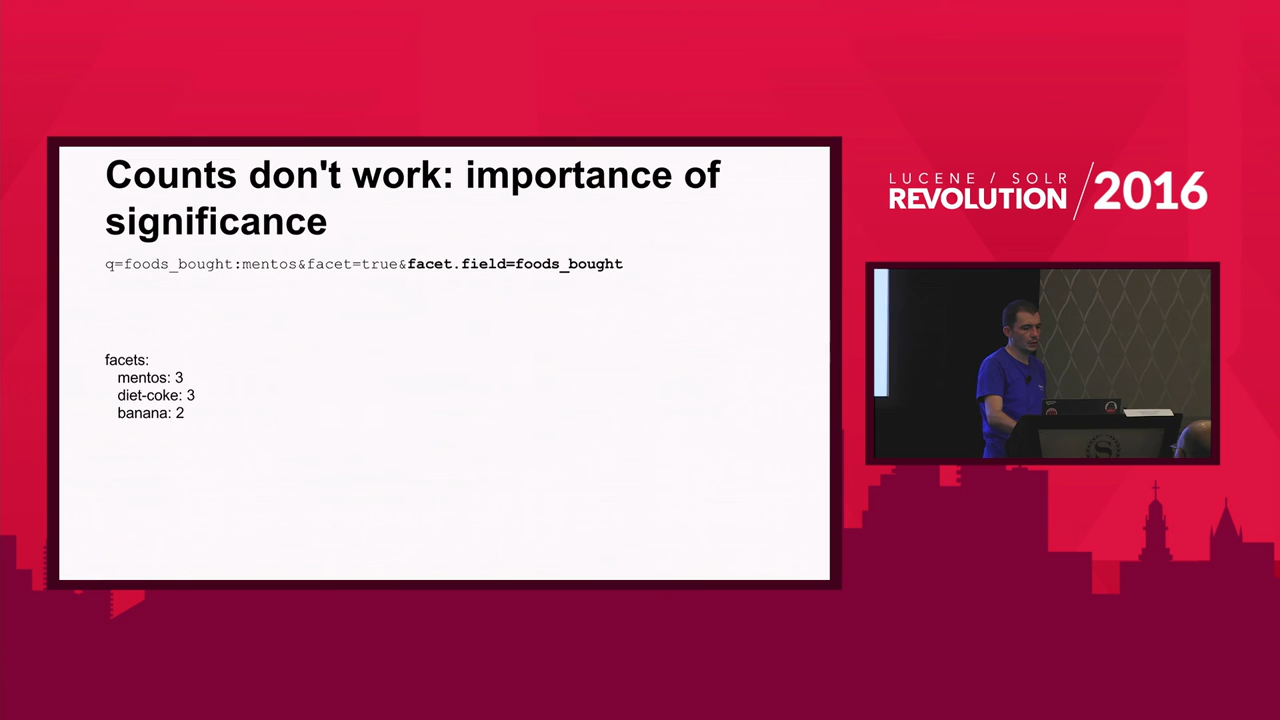 Counts don't work: importance of
significance
q=foods_bought:mentos&facet=true&facet.field=foods_bought
facets:
mentos: 3
diet-coke: 3
banana: 2
LUCENE / SOLR
REVOLUTION
/2016
S